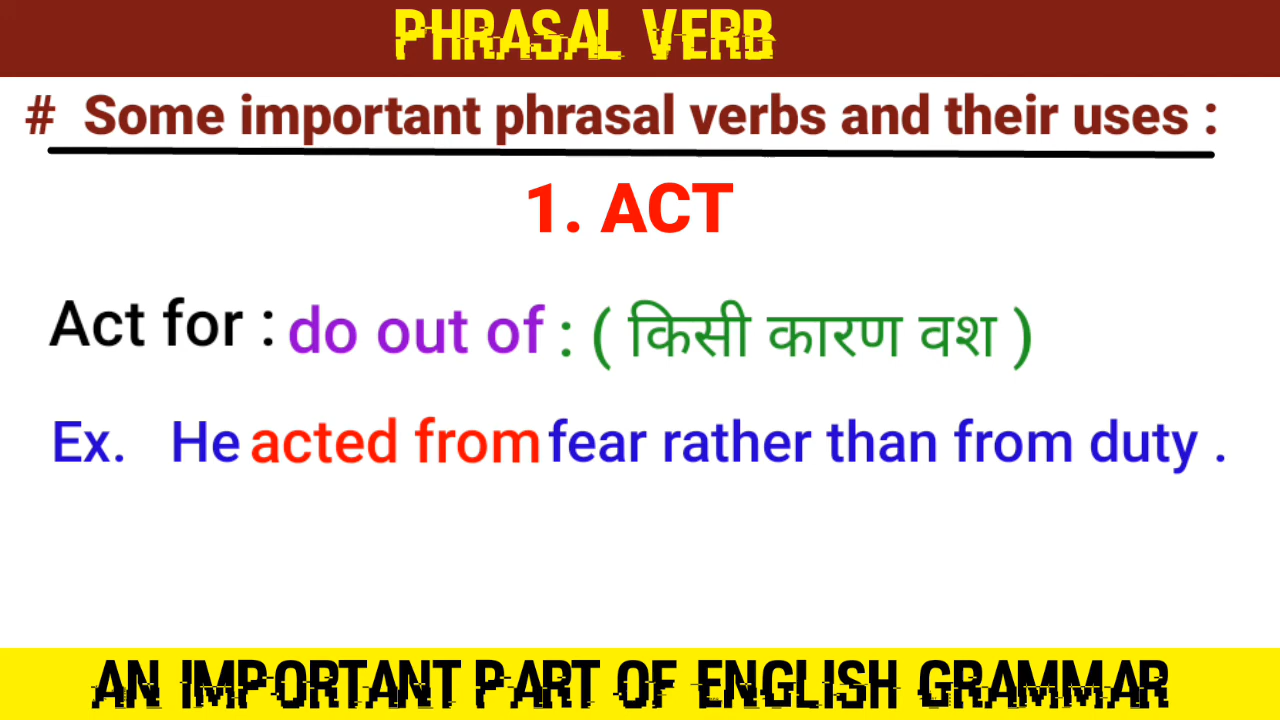 PHRASAL VERB
# Some important phrasal verbs and their uses :
1. ACT
Act for : do out of : ( किसी कारण वश )
Ex. He acted from fear rather than from duty .
AN IMPORTANT PART OF ENGLISH GRAMMAR